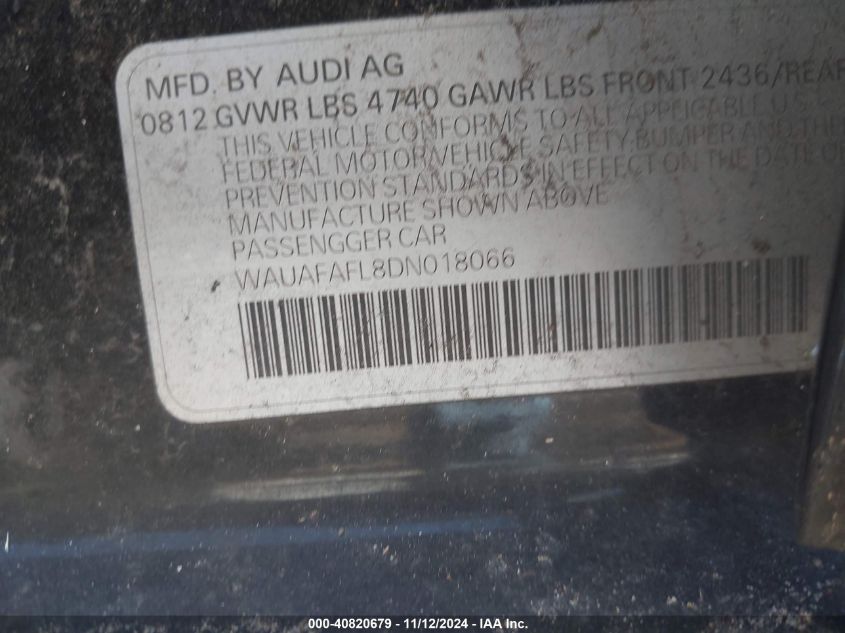 MFD. BY AUDI AG
0812 GVWR LBS 4740 GAWR LBS FRONT 2436/REAR
THIS VEHICLE CONFORMS TO ALL APPLICABLE U.S.
FEDERAL MOTOR VEHICLE SAFETY, BUMPER AND THE
PREVENTION STANDARDS IN EFFECT ON THE DATE OF
MANUFACTURE SHOWN ABOVE
PASSENGGER CAR
WAUAFAFL8DN018066
000-40820679 - 11/12/2024 - IAA Inc.